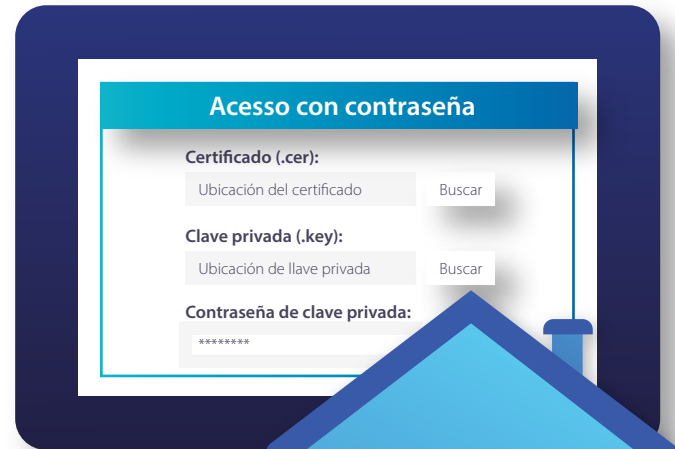 Acesso con contraseña
Certificado (.cer):
Ubicación del certificado Buscar
Clave privada (.key):
Ubicación de llave privada Buscar
Contraseña de clave privada:
********